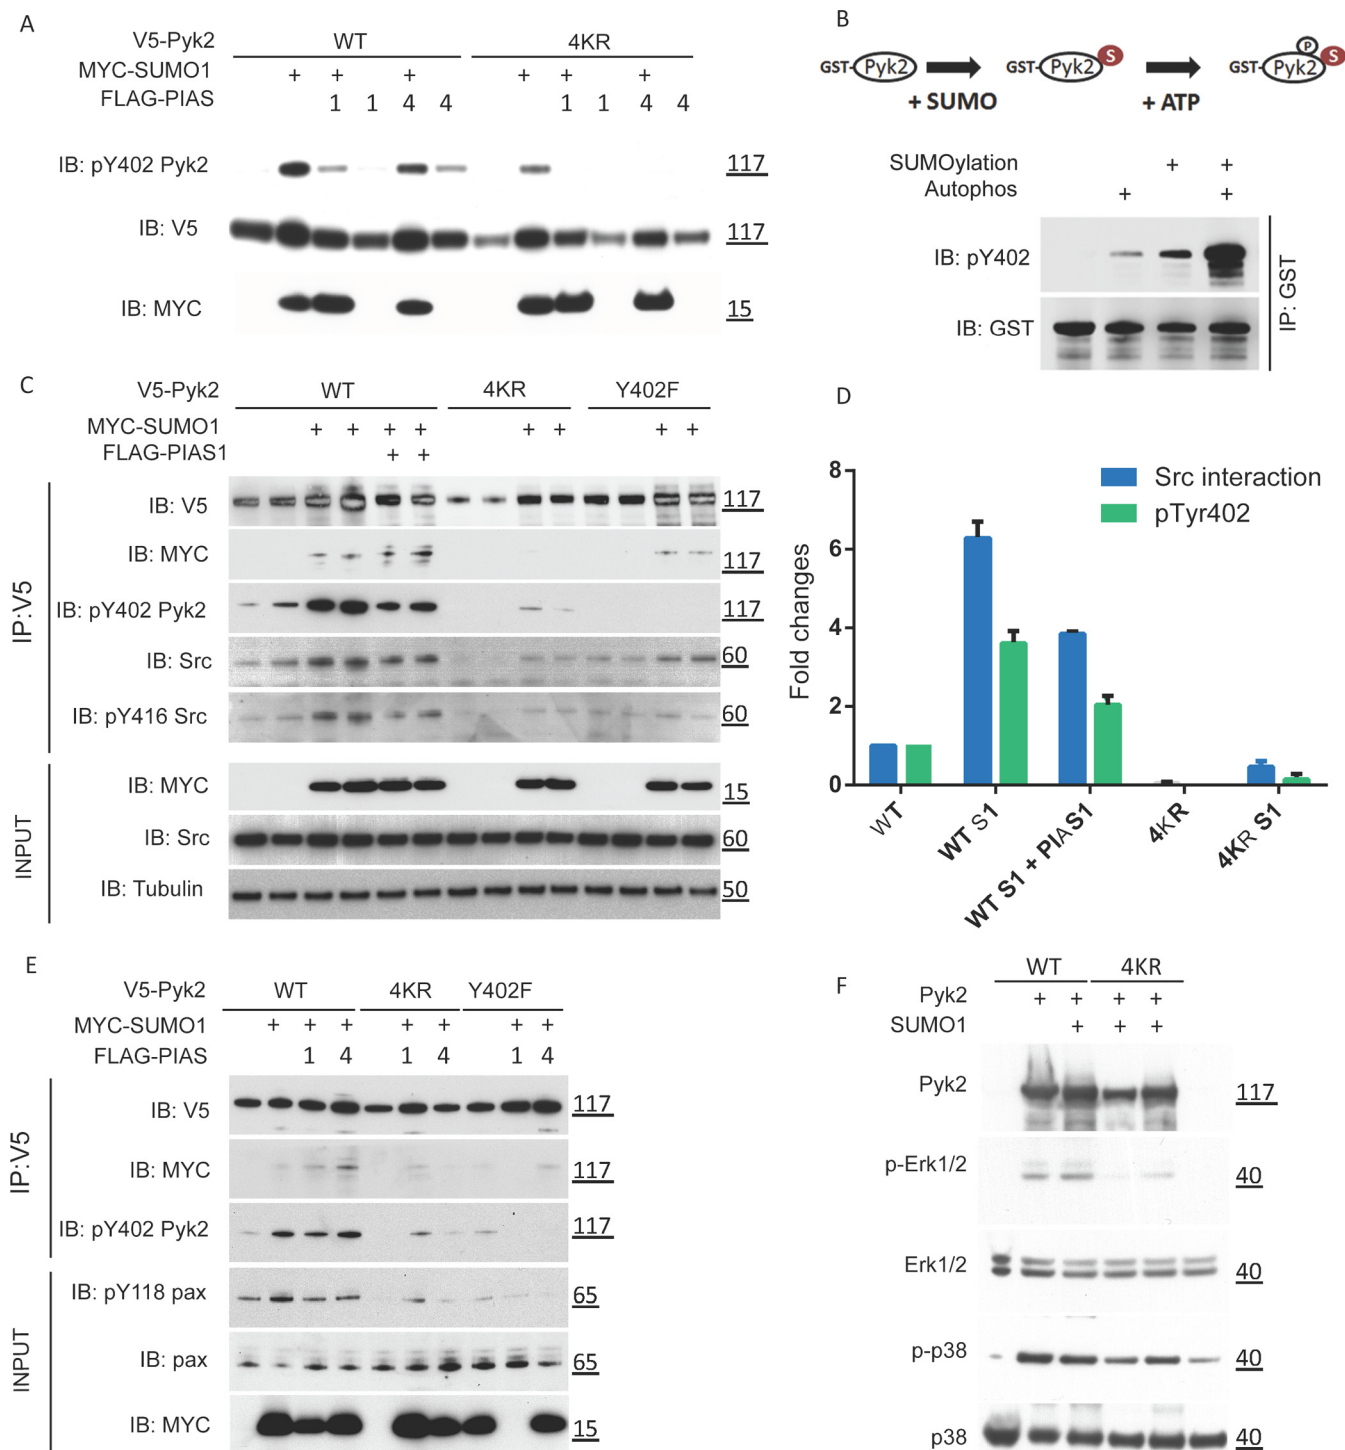 A
V5-Pyk2 WT 4KR
MYC-SUMO1 + + + + + +
FLAG-PIAS 1 1 4 4 1 1 4 4
IB: pY402 Pyk2 117
IB: V5 117
IB: MYC 15
B
GST- Pyk2 GST- Pyk2 S GST- Pyk2 P S
+ SUMO + ATP
SUMOylation + +
Autophos + +
IB: pY402
IB: GST
IP: GST
C
V5-Pyk2 WT 4KR Y402F
MYC-SUMO1 + + + + + + + +
FLAG-PIAS1 + +
IP:V5
IB: V5 117
IB: MYC 117
IB: pY402 Pyk2 117
IB: Src 60
IB: pY416 Src 60
INPUT
IB: MYC 15
IB: Src 60
IB: Tubulin 50
D
Src interaction
pTyr402
Fold changes
8
6
4
2
0
WT
WT S1
WT S1 + PIAS1
4KR
4KR S1
E
V5-Pyk2 WT 4KR Y402F
MYC-SUMO1 + + + + + + +
FLAG-PIAS 1 4 1 4 1 4
IP:V5
IB: V5 117
IB: MYC 117
IB: pY402 Pyk2 117
INPUT
IB: pY118 pax 65
IB: pax 65
IB: MYC 15
F
WT 4KR
Pyk2 + + + +
SUMO1 + + +
Pyk2 117
p-Erk1/2 40
Erk1/2 40
p-p38 40
p38 40